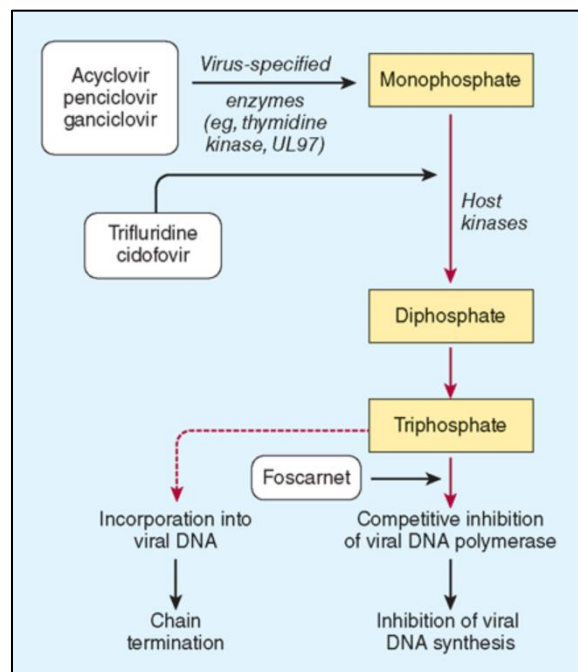 Acyclovir
penciclovir
ganciclovir
Virus-specified
enzymes
(eg, thymidine
kinase, UL97)
Monophosphate
Trifluridine
cidofovir
Host
kinases
Diphosphate
Triphosphate
Foscarnet
Incorporation into
viral DNA
Competitive inhibition
of viral DNA polymerase
Chain
termination
Inhibition of viral
DNA synthesis